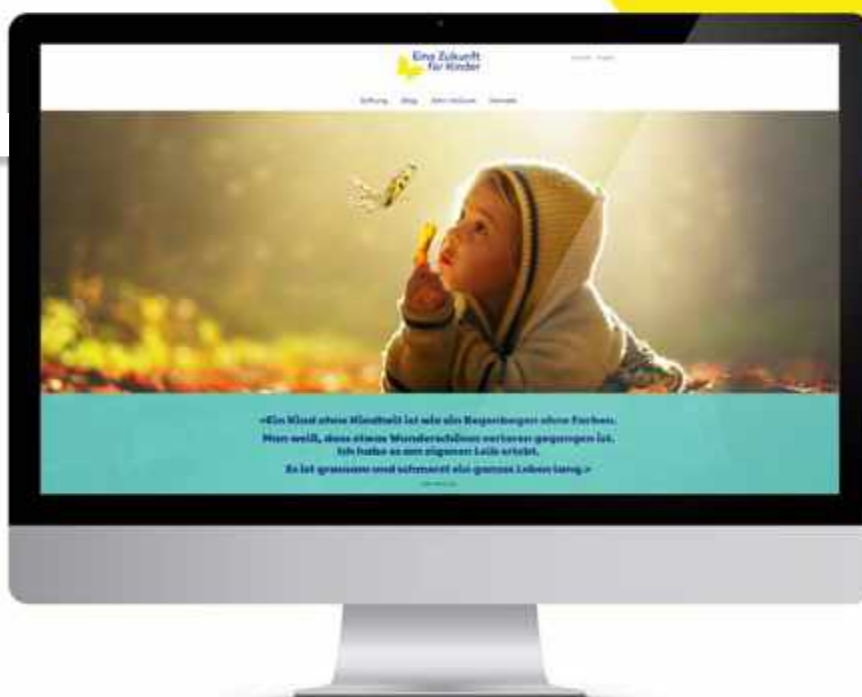 Eine Zukunft
für Kinder
Stiftung Blog Kontakt
«Ein Kind ohne Kindheit ist wie ein Regenbogen ohne Farben.
Man weiß, dass etwas Wunderschönes verloren gegangen ist.
Ich habe es am eigenen Leib erlebt.
Es ist grausam und schmerzt ein ganzes Leben lang.»